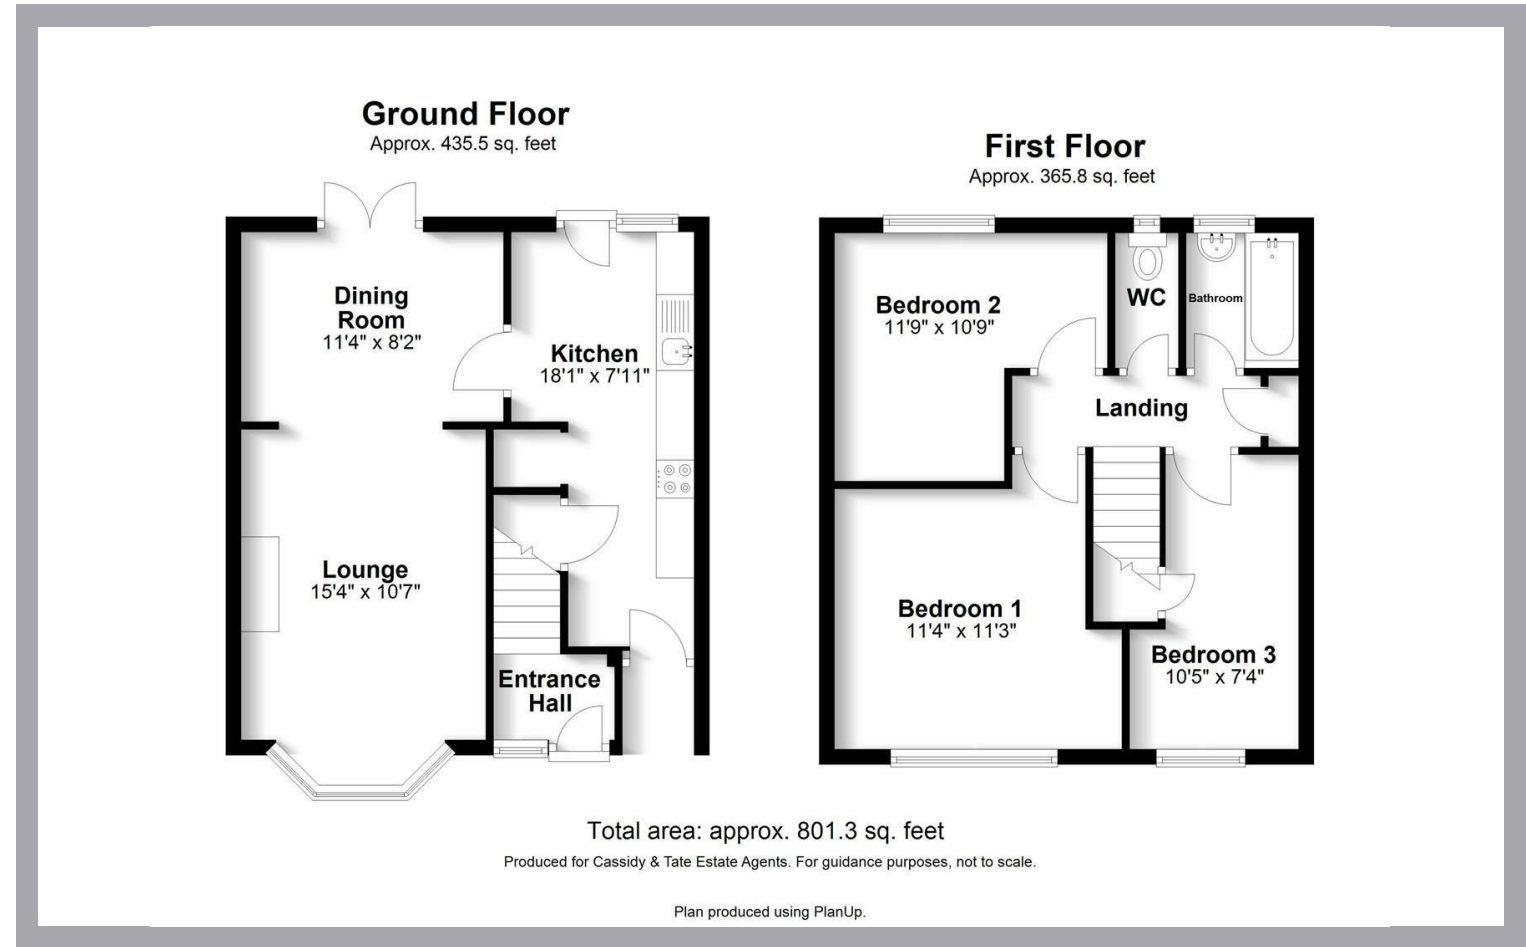 Ground Floor
Approx. 435.5 sq. feet
Dining
Room
11'4" x 8'2"
Kitchen
18'1" x 7'11"
Lounge
15'4" x 10'7"
Entrance
Hall
First Floor
Approx. 365.8 sq. feet
Bedroom 2
11'9" x 10'9"
WC
Bathroom
Landing
Bedroom 1
11'4" x 11'3"
Bedroom 3
10'5" x 7'4"
Total area: approx. 801.3 sq. feet
Produced for Cassidy & Tate Estate Agents. For guidance purposes, not to scale.
Plan produced using PlanUp.